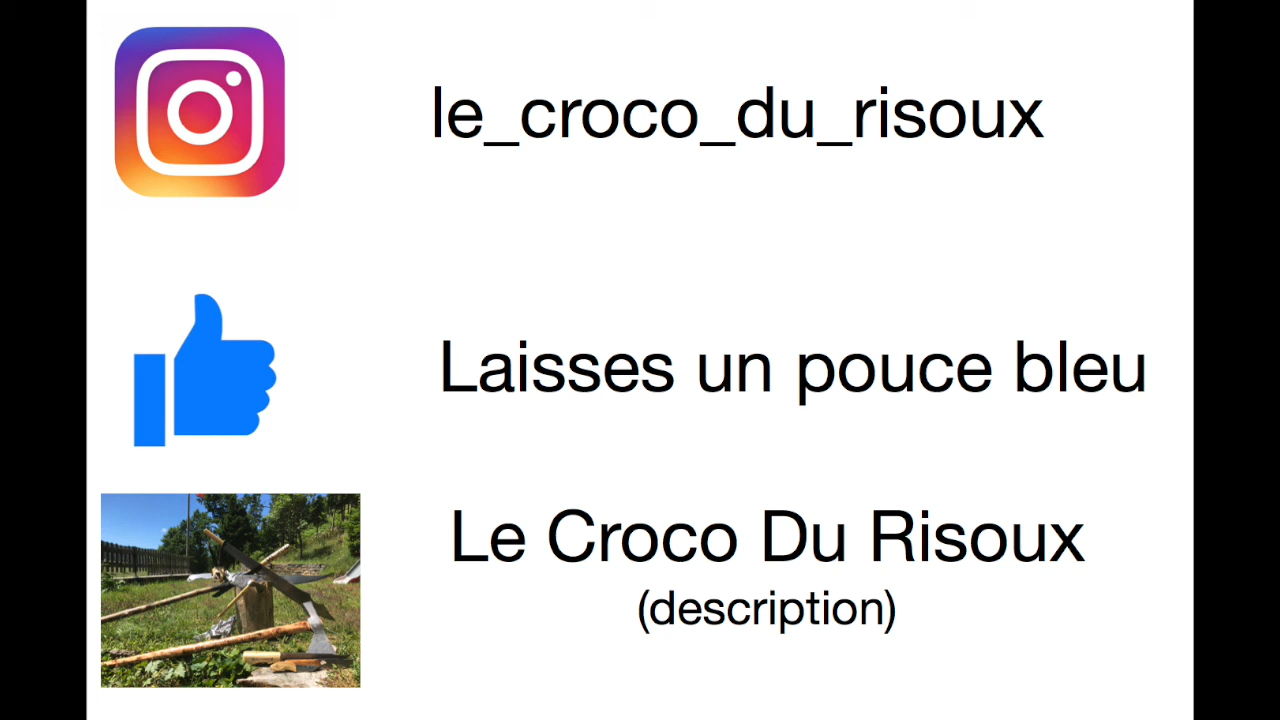 le_croco_du_risoux
Laisses un pouce bleu
Le Croco Du Risoux
(description)